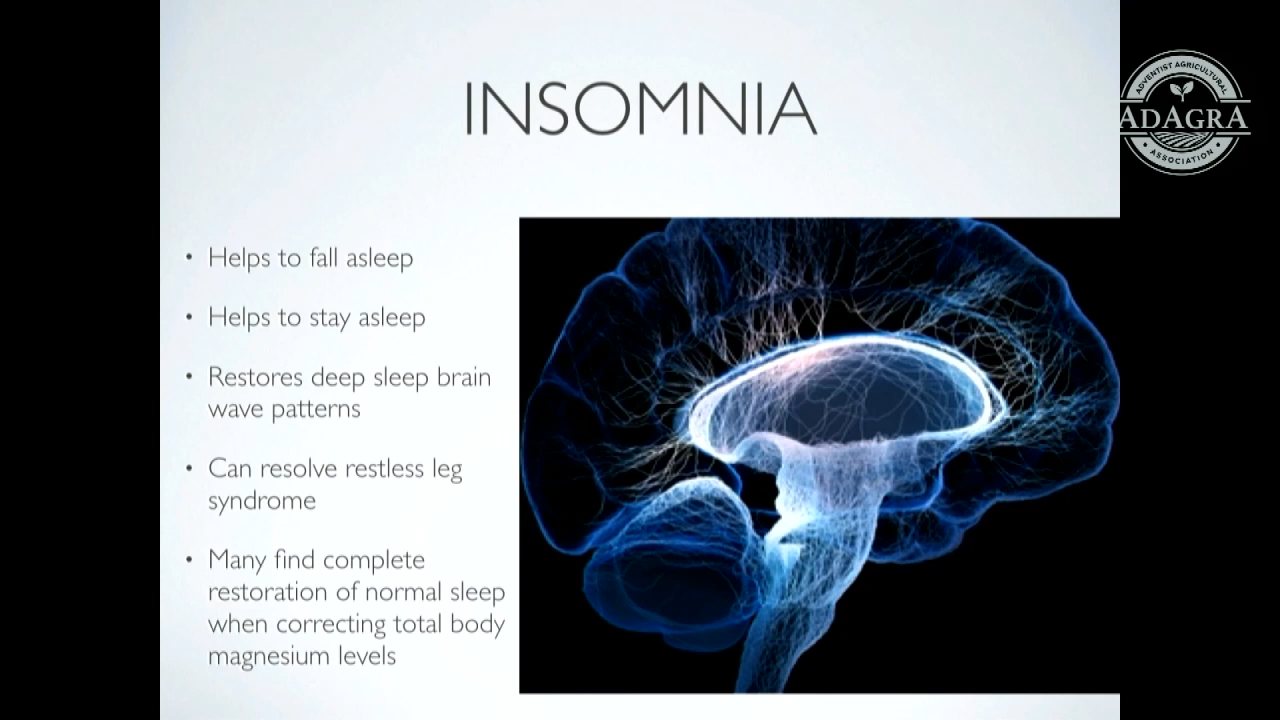 INSOMNIA
ADVENTIST AGRICULTURAL
ADAGRA
ASSOCIATION
• Helps to fall asleep
• Helps to stay asleep
• Restores deep sleep brain
wave patterns
• Can resolve restless leg
syndrome
• Many find complete
restoration of normal sleep
when correcting total body
magnesium levels